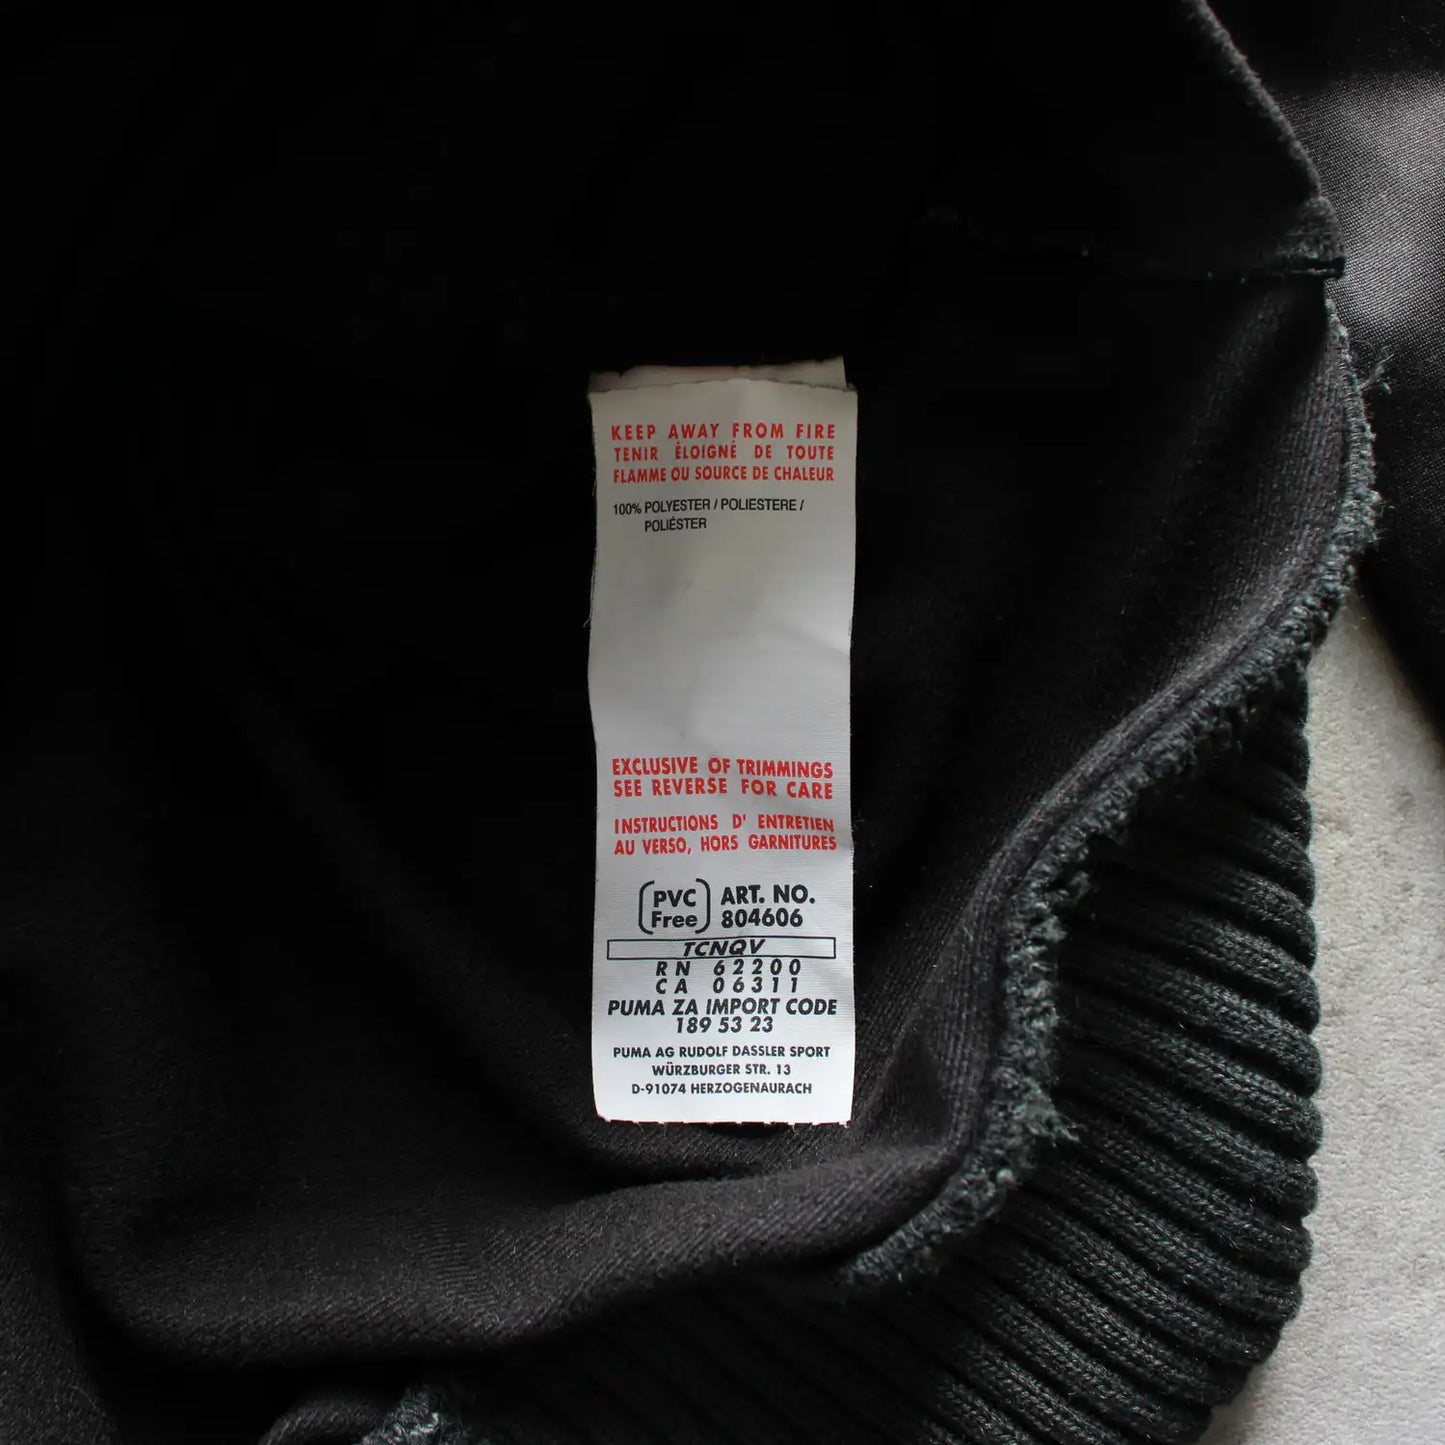 KEEP AWAY FROM FIRE
TENIR ÉLOIGNÉ DE TOUTE
FLAMME OU SOURCE DE CHALEUR
100% POLYESTER / POLIESTERE /
POLIÉSTER
EXCLUSIVE OF TRIMMINGS
SEE REVERSE FOR CARE
INSTRUCTIONS D' ENTRETIEN
AU VERSO, HORS GARNITURES
PVC ART. NO.
Free 804606
TCNQV
RN 62200
CA 06311
PUMA ZA IMPORT CODE
189 53 23
PUMA AG RUDOLF DASSLER SPORT
WÜRZBURGER STR. 13
D-91074 HERZOGENAURACH